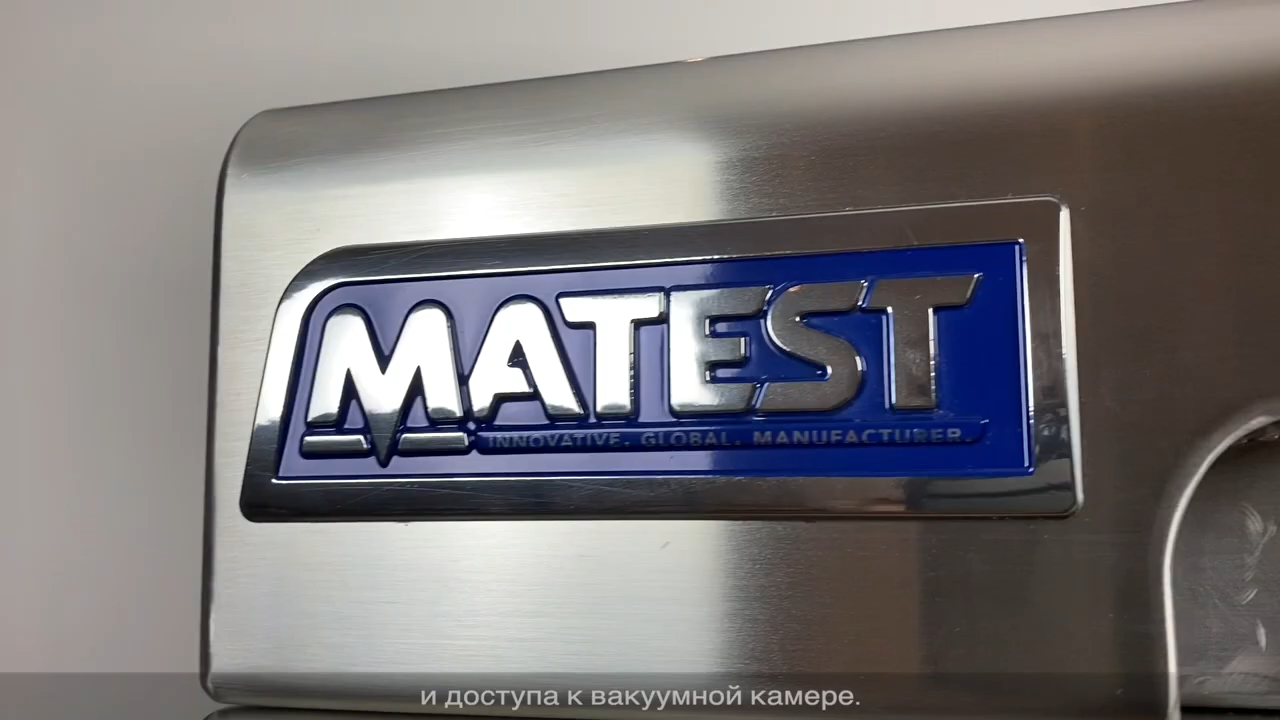 MATEST
INNOVATIVE. GLOBAL. MANUFACTURER.
и доступа к вакуумной камере.